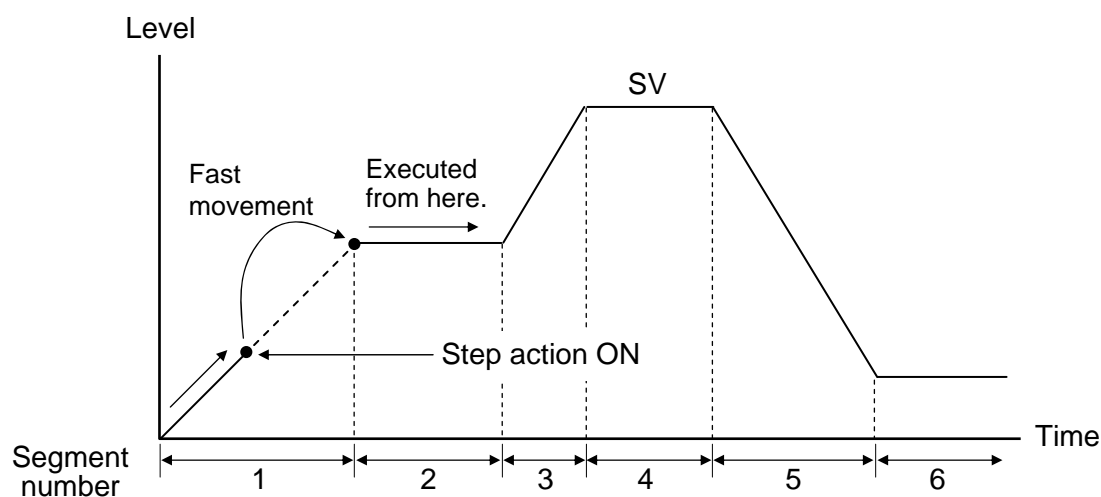 Level
SV
Fast
movement
Executed
from here.
Step action ON
Time
Segment
number
1
2
3
4
5
6